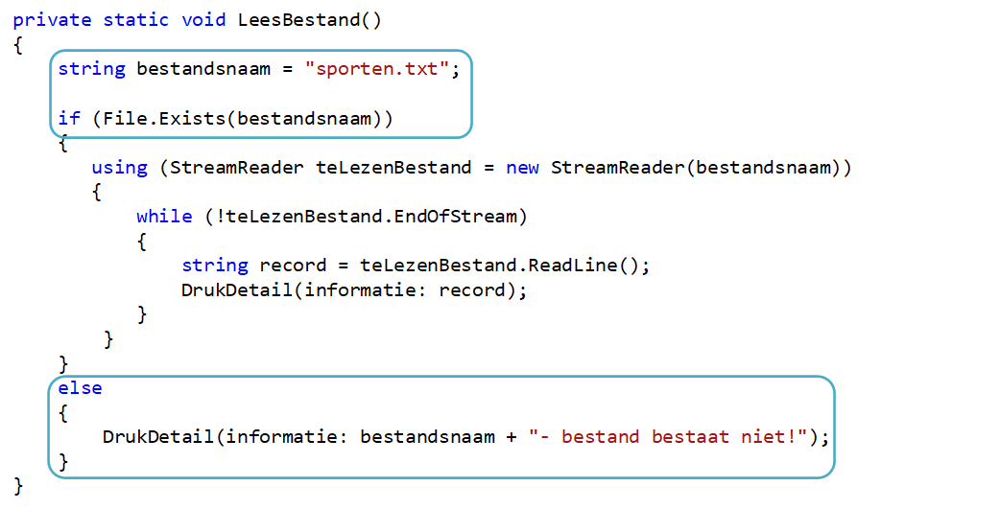 private static void LeesBestand()
{
string bestandsnaam = "sporten.txt";
if (File.Exists(bestandsnaam))
{
using (StreamReader teLezenBestand = new StreamReader(bestandsnaam))
{
while (!teLezenBestand.EndOfStream)
{
string record = teLezenBestand.ReadLine();
DrukDetail(informatie: record);
}
}
}
else
{
DrukDetail(informatie: bestandsnaam + "- bestand bestaat niet!");
}
}